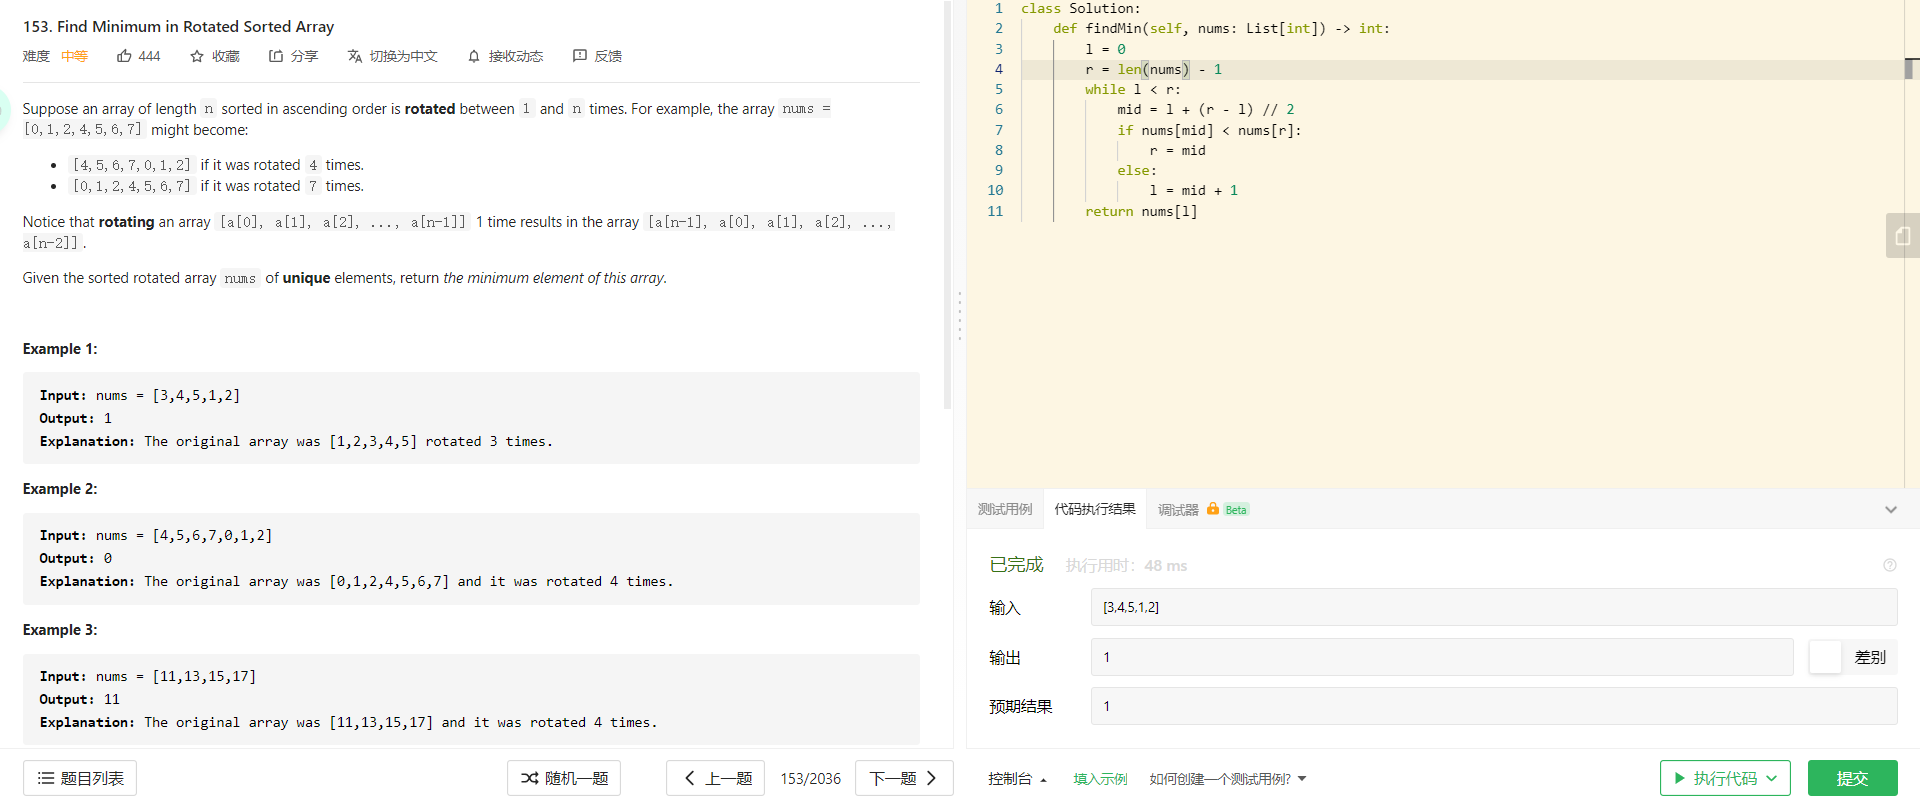 153. Find Minimum in Rotated Sorted Array
难度 中等 444 收藏 分享 切换为中文 接收动态 反馈
Suppose an array of length n sorted in ascending order is rotated between 1 and n times. For example, the array nums =
[0,1,2,4,5,6,7] might become:
• [4,5,6,7,0,1,2] if it was rotated 4 times.
• [0,1,2,4,5,6,7] if it was rotated 7 times.
Notice that rotating an array [a[0], a[1], a[2], ..., a[n-1]] 1 time results in the array [a[n-1], a[0], a[1], a[2], ...,
a[n-2]].
Given the sorted rotated array nums of unique elements, return the minimum element of this array.
Example 1:
Input: nums = [3,4,5,1,2]
Output: 1
Explanation: The original array was [1,2,3,4,5] rotated 3 times.
Example 2:
Input: nums = [4,5,6,7,0,1,2]
Output: 0
Explanation: The original array was [0,1,2,4,5,6,7] and it was rotated 4 times.
Example 3:
Input: nums = [11,13,15,17]
Output: 11
Explanation: The original array was [11,13,15,17] and it was rotated 4 times.
题目列表 随机一题 上一题 153/2036 下一题
1 class Solution:
2 def findMin(self, nums: List[int]) -> int:
3 l = 0
4 r = len(nums) - 1
5 while l < r:
6 mid = l + (r - l) // 2
7 if nums[mid] < nums[r]:
8 r = mid
9 else:
10 l = mid + 1
11 return nums[l]
测试用例 代码执行结果 调试器 Beta
已完成 执行用时: 48 ms
输入 [3,4,5,1,2]
输出 1 差别
预期结果 1
控制台 填入示例 如何创建一个测试用例? 执行代码 提交